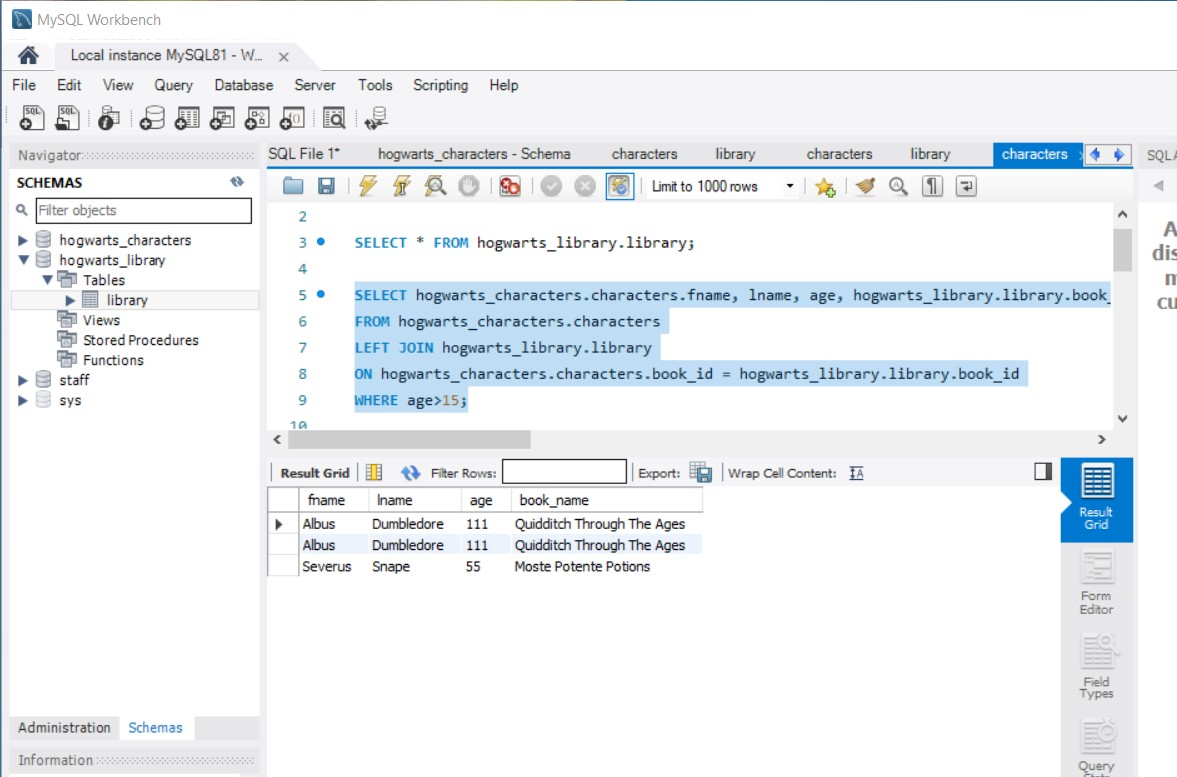 MySQL Workbench
Local instance MySQL81 - W...
File Edit View Query Database Server Tools Scripting Help
Navigator
SCHEMAS
Filter objects
hogwarts_characters
hogwarts_library
Tables
library
Views
Stored Procedures
Functions
staff
sys
Administration Schemas
Information
SQL File 1* hogwarts_characters - Schema characters library characters library characters
Limit to 1000 rows
2
3 SELECT * FROM hogwarts_library.library;
4
5 SELECT hogwarts_characters.characters.fname, lname, age, hogwarts_library.library.book_
6 FROM hogwarts_characters.characters
7 LEFT JOIN hogwarts_library.library
8 ON hogwarts_characters.characters.book_id = hogwarts_library.library.book_id
9 WHERE age>15;
10
Result Grid Filter Rows: Export: Wrap Cell Content:
fname lname age book_name
Albus Dumbledore 111 Quidditch Through The Ages
Albus Dumbledore 111 Quidditch Through The Ages
Severus Snape 55 Moste Potente Potions
Result
Grid
Form
Editor
Field
Types
Query
SQLA
A
dis
m
cu